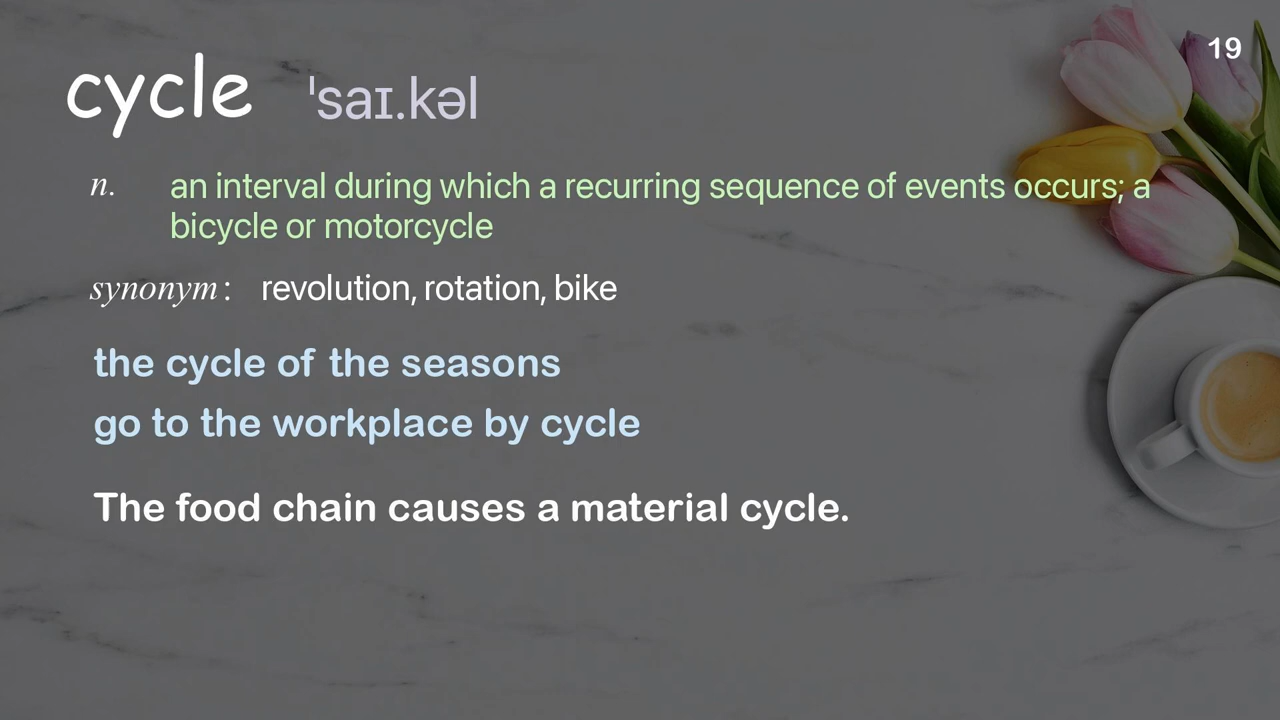 19
cycle ˈsaɪ.kəl
n. an interval during which a recurring sequence of events occurs; a
bicycle or motorcycle
synonym: revolution, rotation, bike
the cycle of the seasons
go to the workplace by cycle
The food chain causes a material cycle.